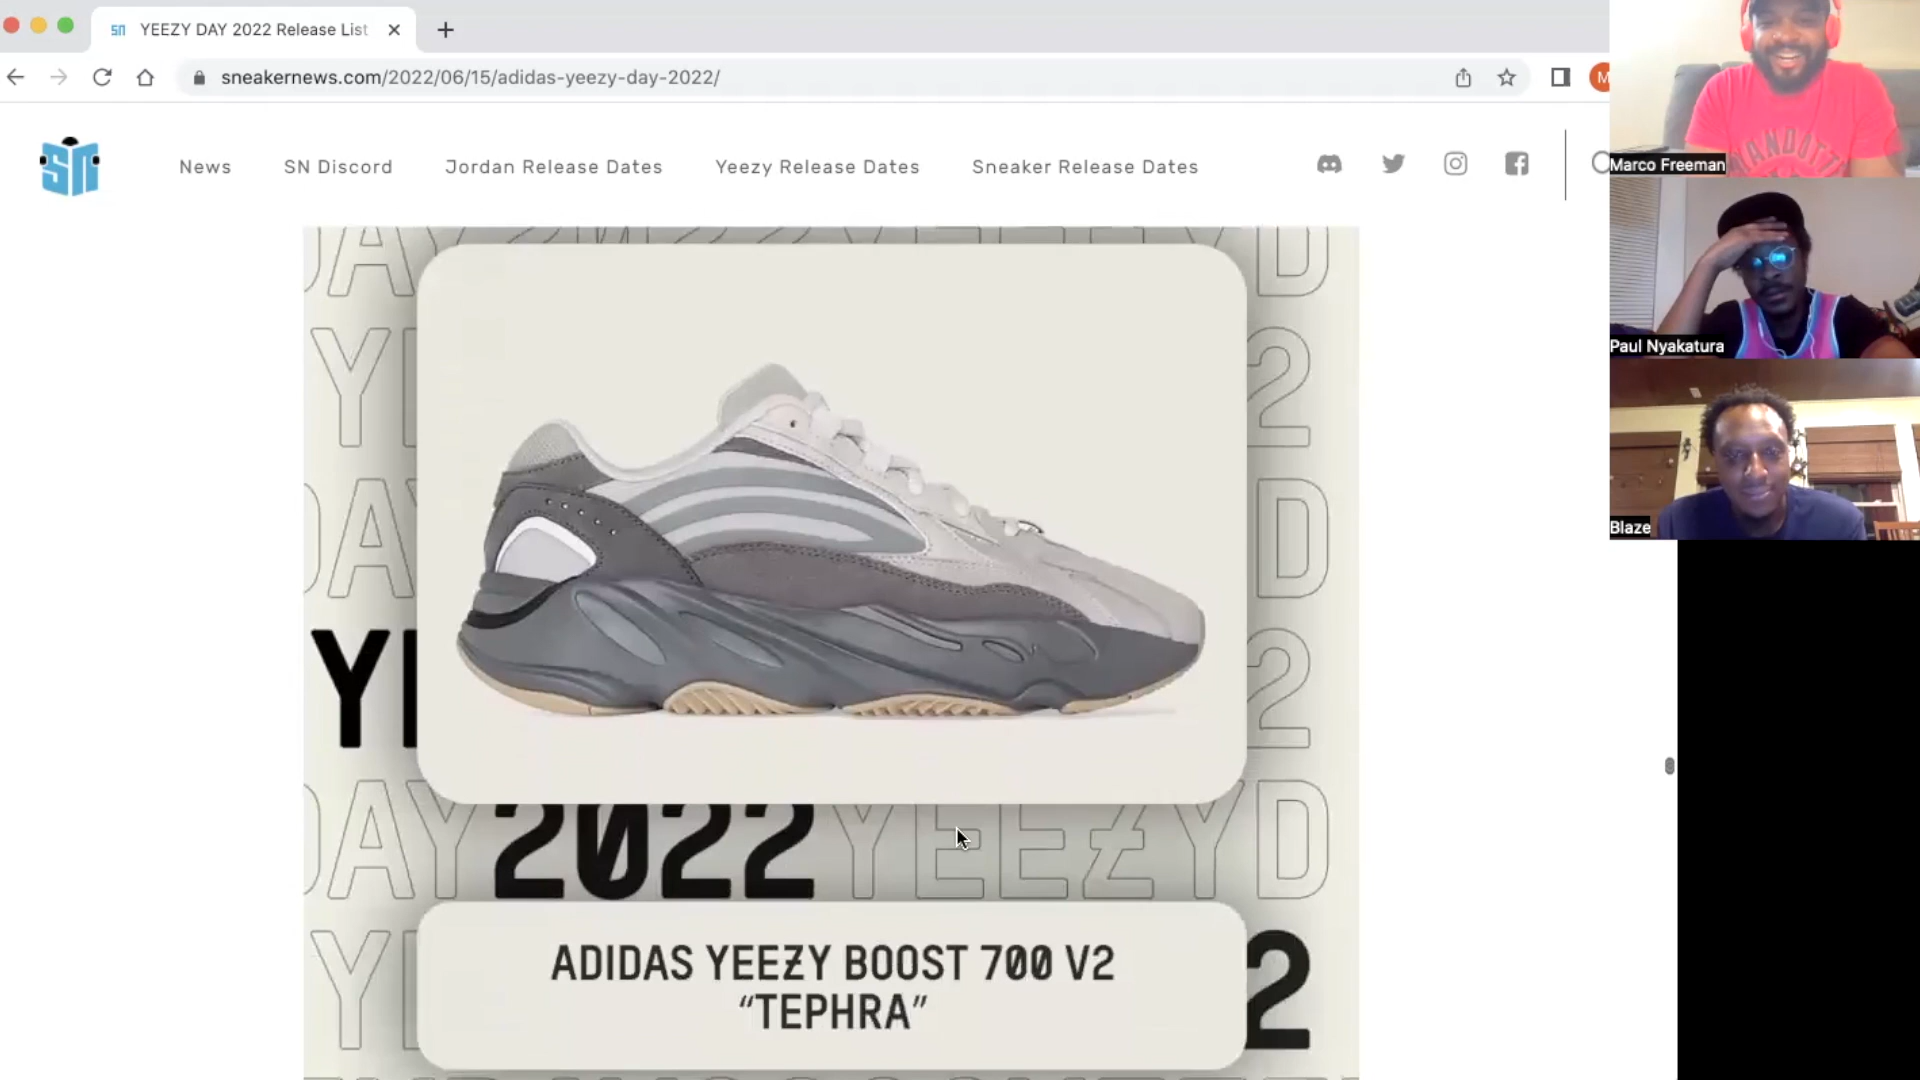 YEEZY DAY 2022 Release List
sneakernews.com/2022/06/15/adidas-yeezy-day-2022/
M
SN
News
SN Discord
Jordan Release Dates
Yeezy Release Dates
Sneaker Release Dates
Marco Freeman
Paul Nyakatura
Blaze
2022 YEEZY D
ADIDAS YEEZY BOOST 700 V2
“TEPHRA”